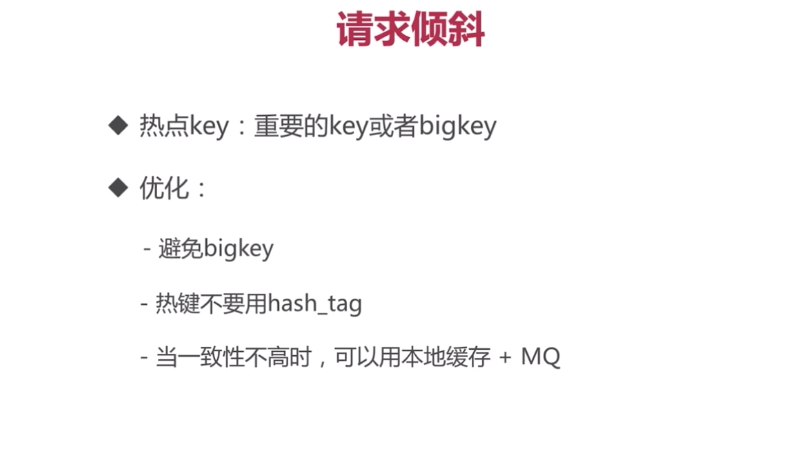 请求倾斜
◆ 热点key：重要的key或者bigkey
◆ 优化：
- 避免bigkey
- 热键不要用hash_tag
- 当一致性不高时，可以用本地缓存 + MQ